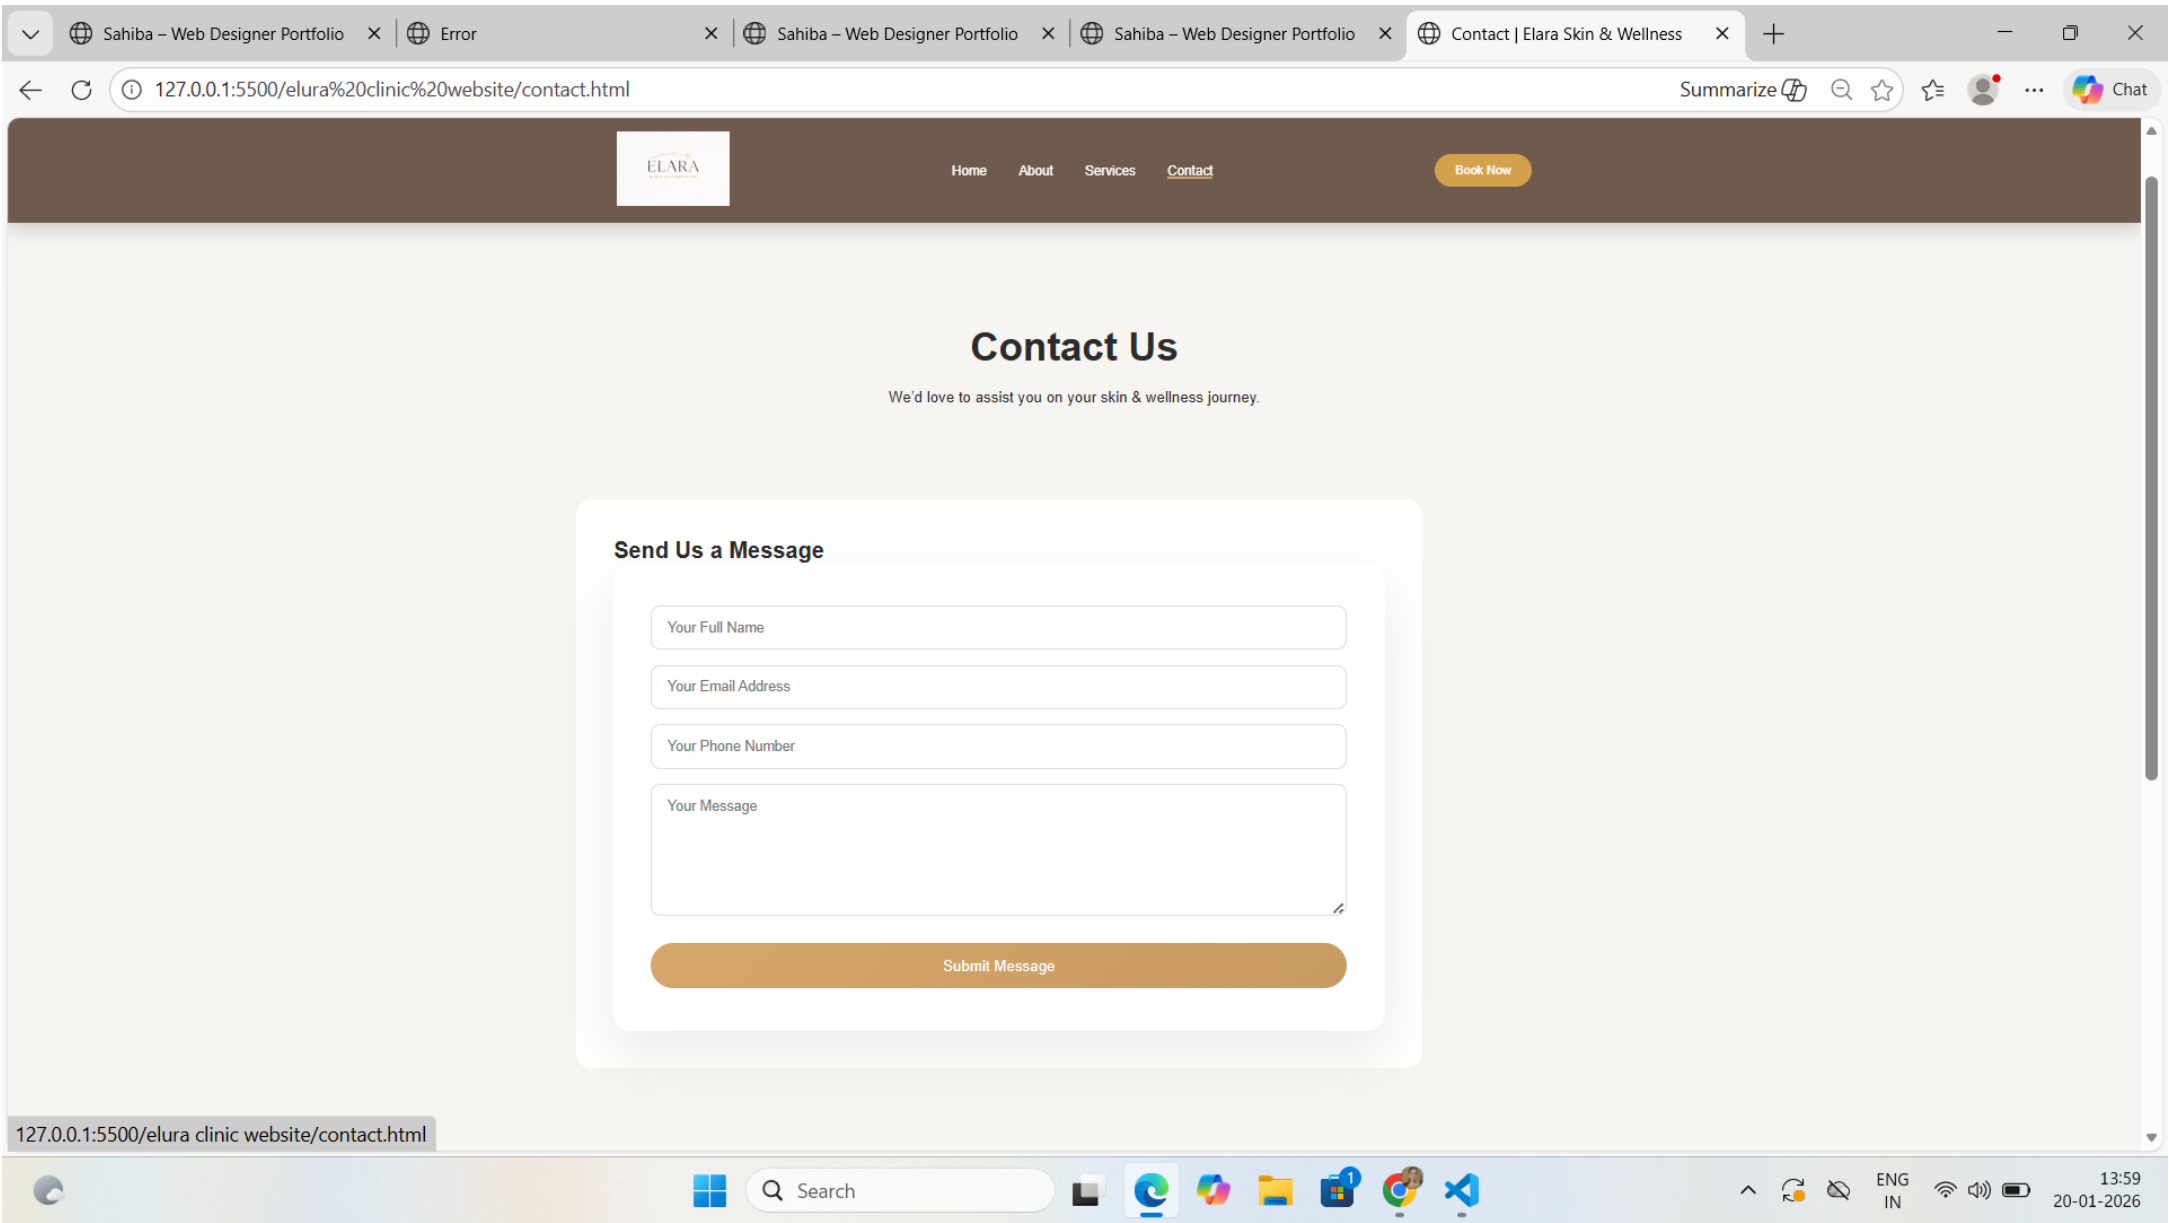 Sahiba – Web Designer Portfolio
Error
Sahiba – Web Designer Portfolio
Sahiba – Web Designer Portfolio
Contact | Elara Skin & Wellness
127.0.0.1:5500/elura%20clinic%20website/contact.html
Summarize
Chat
ELARA
Home
About
Services
Contact
Book Now
Contact Us
We'd love to assist you on your skin & wellness journey.
Send Us a Message
Your Full Name
Your Email Address
Your Phone Number
Your Message
Submit Message
127.0.0.1:5500/elura clinic website/contact.html
Search
1
ENG
IN
13:59
20-01-2026